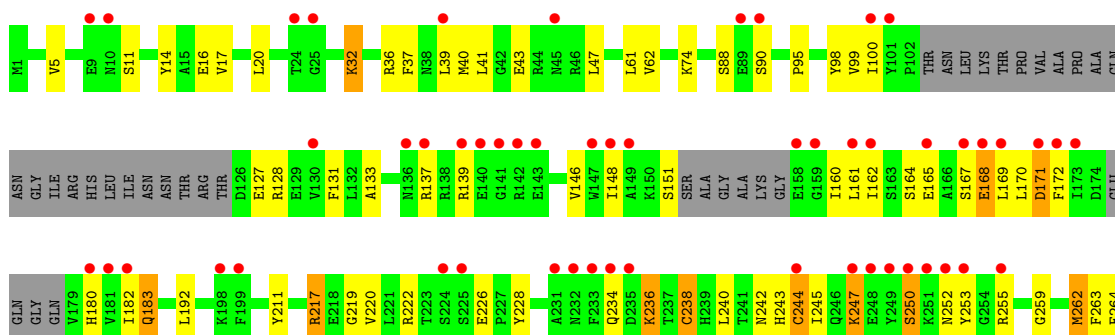 M1 V5 E9 N10 S11 Y14 A15 E16 V17 L20 T24 G25 K32 R36 F37 N38 L39 M40 L41 G42 E43 R44 N45 R46 L47 L61 V62 K74 S88 E89 S90 P95 Y98 V99 I100 Y101 P102 THR ASN LEU LYS THR PRO VAL ALA PRO ALA GLN
ASN GLY ILE ARG HIS LEU ILE ASN ASN THR ARG THR D126 E127 R128 E129 V130 F131 L132 A133 N136 R137 R138 R139 E140 G141 R142 E143 V146 W147 I148 A149 K150 S151 SER ALA GLY ALA LYS GLY E158 G159 I160 L161 I162 S163 S164 E165 A166 S167 E168 L169 L170 D171 F172 I173 D174 GLU
GLN GLY GLN V179 H180 V181 I182 Q183 L192 K198 F199 Y211 R217 E218 G219 V220 L221 R222 T223 S224 S225 E226 P227 Y228 A231 N232 F233 Q234 D235 K236 T237 C238 H239 L240 T241 N242 H243 C244 I245 Q246 K247 E248 Y249 S250 K251 N252 Y253 G254 R255 G259 M262 F263